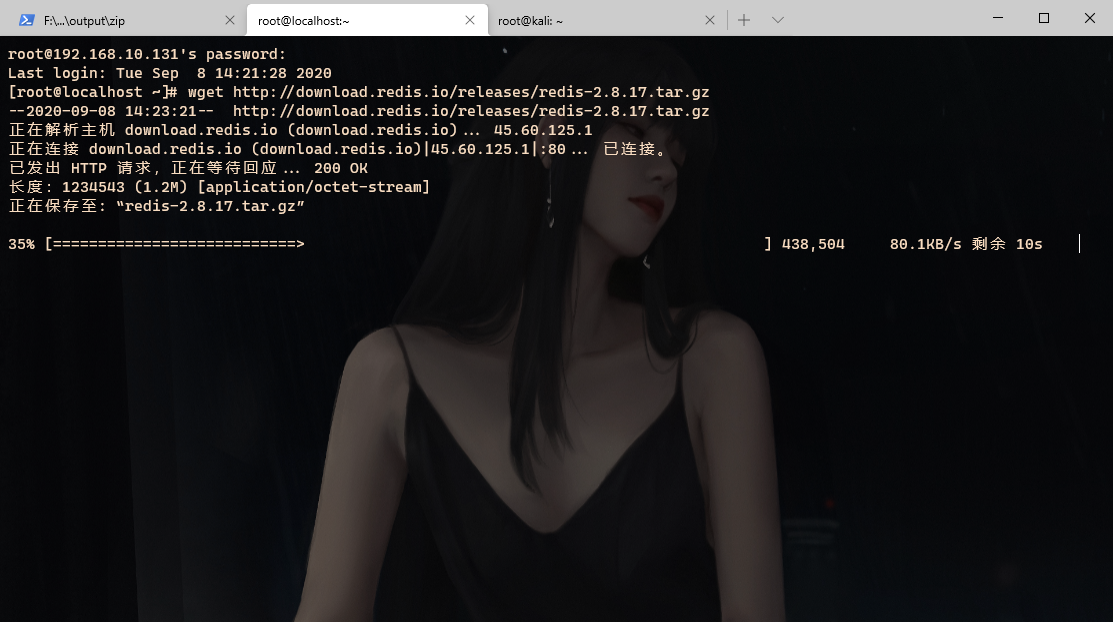 F:\...\output\zip
root@localhost:~
root@kali: ~
root@192.168.10.131's password:
Last login: Tue Sep  8 14:21:28 2020
[root@localhost ~]# wget http://download.redis.io/releases/redis-2.8.17.tar.gz
--2020-09-08 14:23:21--  http://download.redis.io/releases/redis-2.8.17.tar.gz
正在解析主机 download.redis.io (download.redis.io)... 45.60.125.1
正在连接 download.redis.io (download.redis.io)|45.60.125.1|:80... 已连接。
已发出 HTTP 请求，正在等待回应... 200 OK
长度：1234543 (1.2M) [application/octet-stream]
正在保存至: “redis-2.8.17.tar.gz”
35% [===========================>                                                   ] 438,504     80.1KB/s 剩余 10s